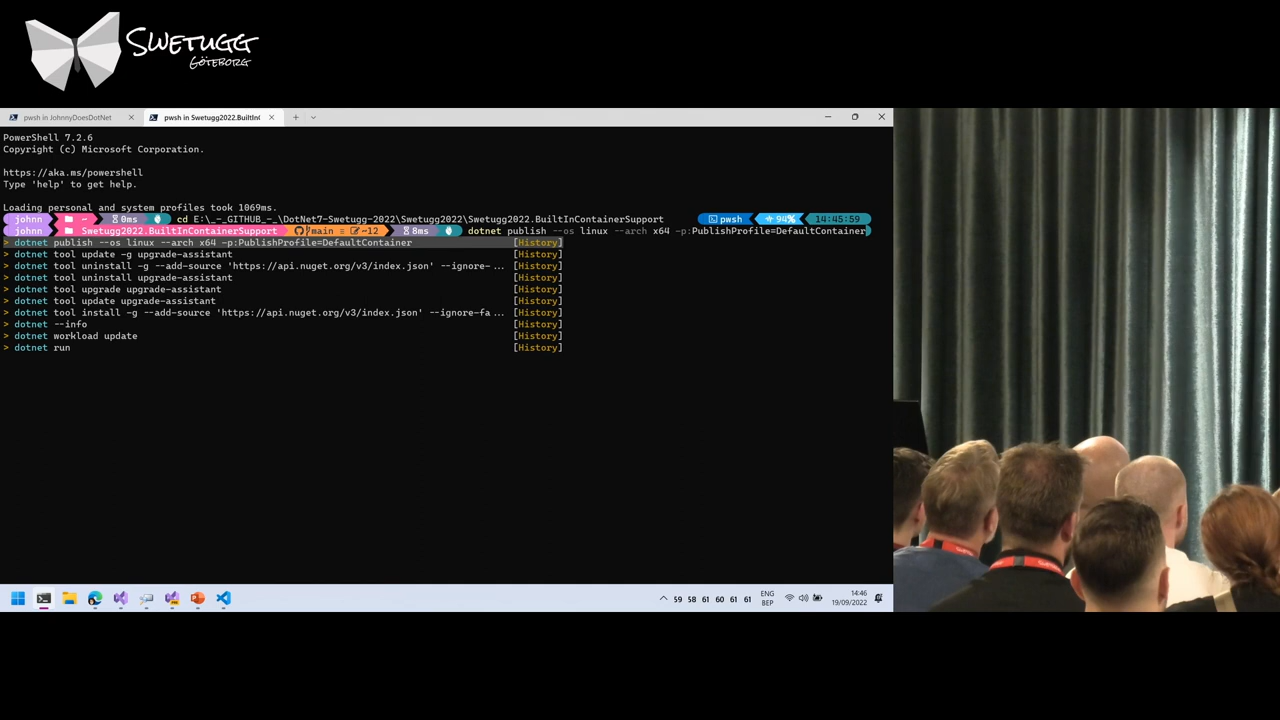 SWETUGG
GÖTEBORG
pwsh in JohnnyDoesDotNet
pwsh in Swetugg2022.BuiltIn
PowerShell 7.2.6
Copyright (c) Microsoft Corporation.
https://aka.ms/powershell
Type 'help' to get help.
Loading personal and system profiles took 1069ms.
johnn ~ 0ms cd E:\_-_GITHUB_-_\DotNet7-Swetugg-2022\Swetugg2022\Swetugg2022.BuiltInContainerSupport pwsh 94% 14:45:59
johnn Swetugg2022.BuiltInContainerSupport main ≡ ~12 8ms dotnet publish --os linux --arch x64 -p:PublishProfile=DefaultContainer
> dotnet publish --os linux --arch x64 -p:PublishProfile=DefaultContainer [History]
> dotnet tool update -g upgrade-assistant [History]
> dotnet tool uninstall -g --add-source 'https://api.nuget.org/v3/index.json' --ignore-... [History]
> dotnet tool uninstall upgrade-assistant [History]
> dotnet tool upgrade upgrade-assistant [History]
> dotnet tool update upgrade-assistant [History]
> dotnet tool install -g --add-source 'https://api.nuget.org/v3/index.json' --ignore-fa... [History]
> dotnet --info [History]
> dotnet workload update [History]
> dotnet run [History]
59 58 61 60 61 61
ENG
BEP
14:46
19/09/2022